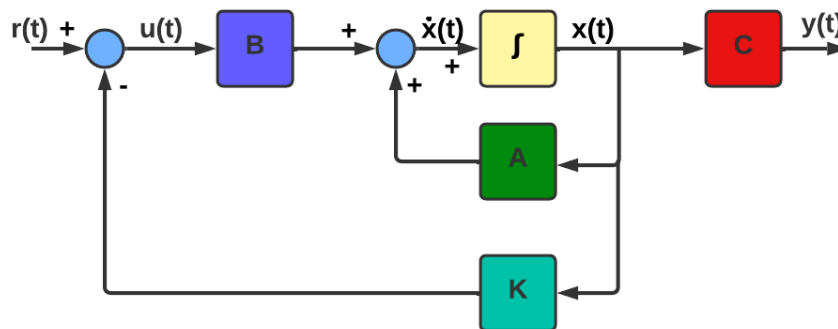 r(t) + u(t) B + ẋ(t) ∫ x(t) C y(t)
- + +
A
K